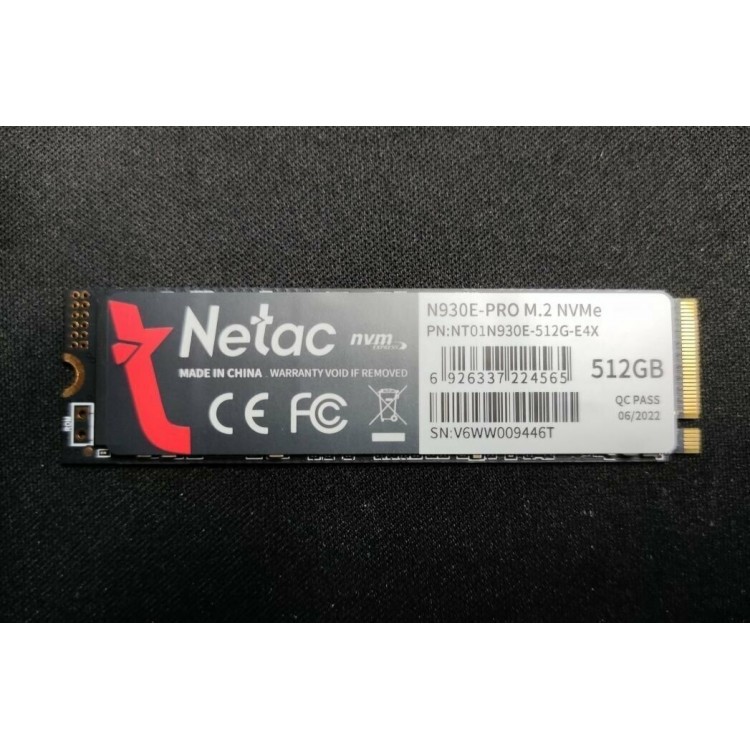 Netac
nvm
EXPRESS
MADE IN CHINA . WARRANTY VOID IF REMOVED
CE FC
N930E-PRO M.2 NVMe
PN:NT01N930E-512G-E4X
6 926337 224565
512GB
QC PASS
06/2022
SN:V6WW009446T